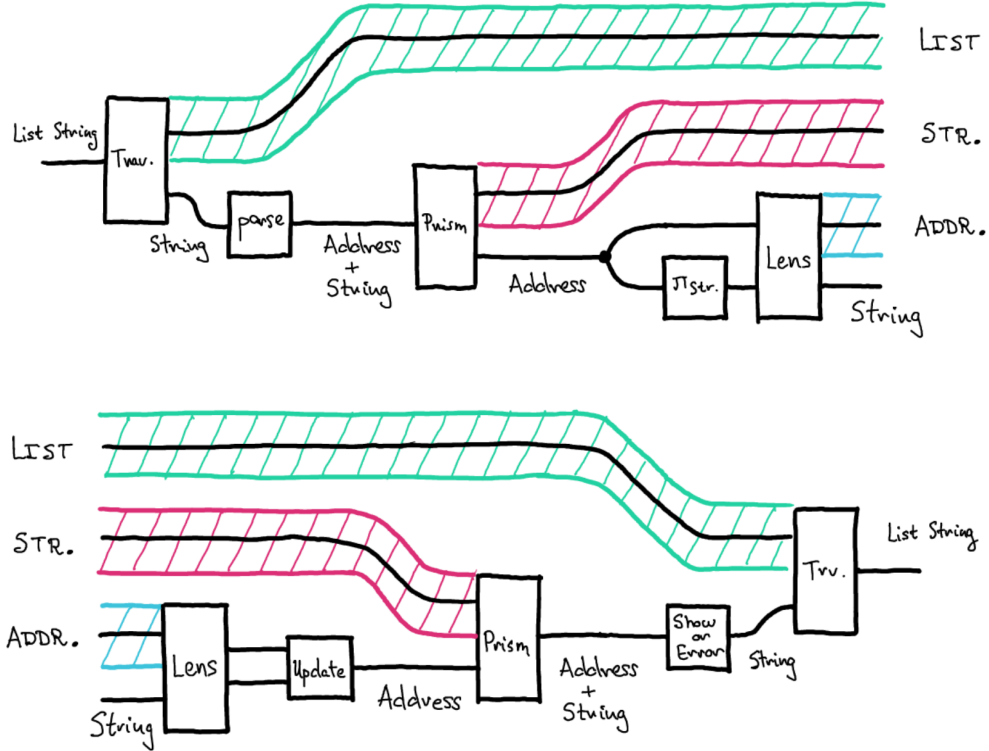 LIST
List String
Trav.
STR.
parse
Prism
ADDR.
String
Address
+
String
Address
πStr.
Lens
String
LIST
List String
STR.
Trv.
ADDR.
Lens
Update
Prism
Show
or
Error
String
Address
Address
+
String
String